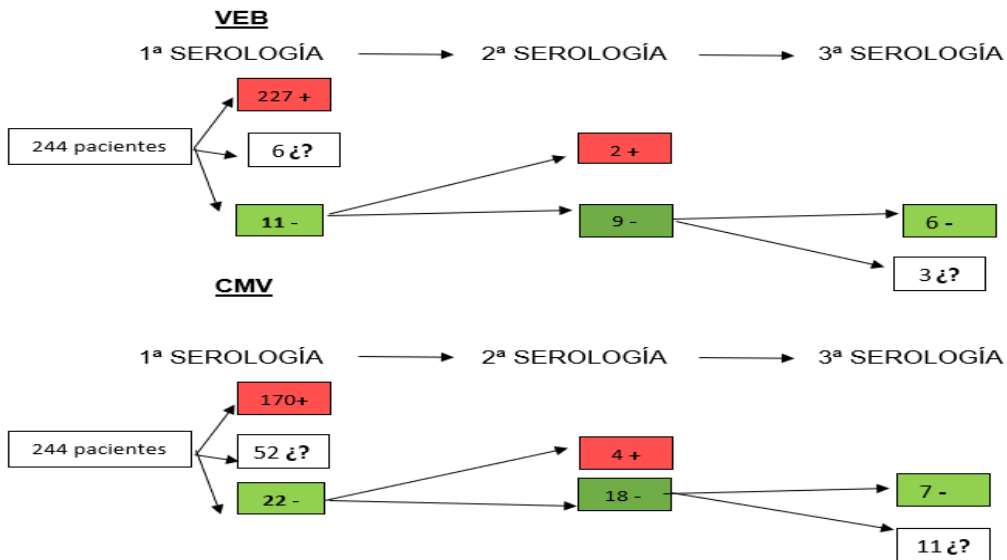 VEB
1ª SEROLOGÍA 2ª SEROLOGÍA 3ª SEROLOGÍA
227 +
244 pacientes
6 ¿?
2 +
11 -
9 -
6 -
3 ¿?
CMV
1ª SEROLOGÍA 2ª SEROLOGÍA 3ª SEROLOGÍA
170+
244 pacientes
52 ¿?
4 +
22 -
18 -
7 -
11 ¿?